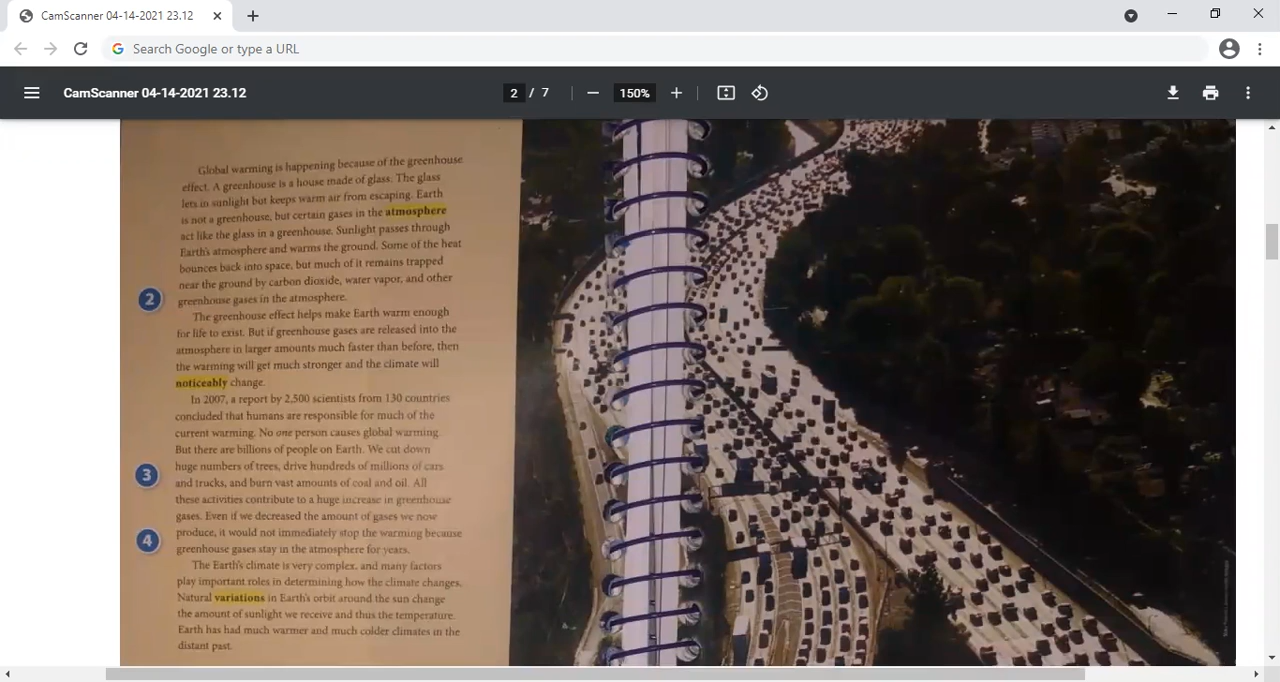 CamScanner 04-14-2021 23.12
Search Google or type a URL
CamScanner 04-14-2021 23.12
2 / 7
150%
Global warming is happening because of the greenhouse
effect. A greenhouse is a house made of glass. The glass
lets in sunlight but keeps warm air from escaping. Earth
is not a greenhouse, but certain gases in the atmosphere
act like the glass in a greenhouse. Sunlight passes through
Earth's atmosphere and warms the ground. Some of the heat
bounces back into space, but much of it remains trapped
near the ground by carbon dioxide, water vapor, and other
2 greenhouse gases in the atmosphere.
The greenhouse effect helps make Earth warm enough
for life to exist. But if greenhouse gases are released into the
atmosphere in larger amounts much faster than before, then
the warming will get much stronger and the climate will
noticeably change.
In 2007, a report by 2,500 scientists from 130 countries
concluded that humans are responsible for much of the
current warming. No one person causes global warming.
But there are billions of people on Earth. We cut down
3 huge numbers of trees, drive hundreds of millions of cars
and trucks, and burn vast amounts of coal and oil. All
these activities contribute to a huge increase in greenhouse
gases. Even if we decreased the amount of gases we now
4 produce, it would not immediately stop the warming because
greenhouse gases stay in the atmosphere for years.
The Earth's climate is very complex, and many factors
play important roles in determining how the climate changes.
Natural variations in Earth's orbit around the sun change
the amount of sunlight we receive and thus the temperature.
Earth has had much warmer and much colder climates in the
distant past.